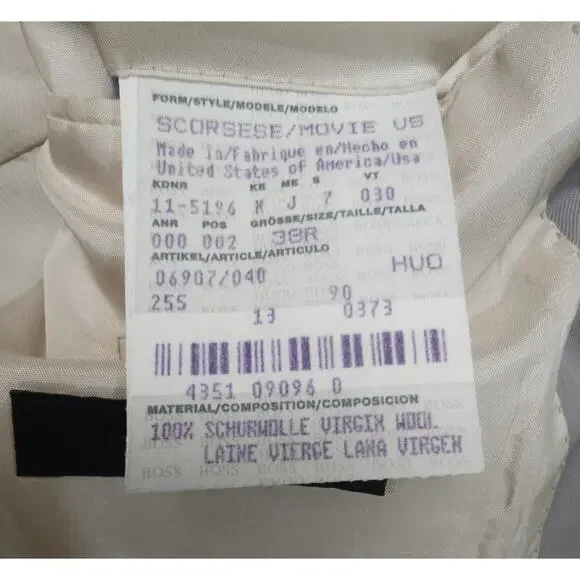 FORM/STYLE/MODELE/MODELO
SCORSESE/MOVIE US
Made In/Fabrique en/Hecho en
United States of America/Usa
KDNR KB ME S VT
11-5196 X J 7 030
ANR POS GRÖSSE/SIZE/TAILLE/TALLA
000 002 38R
ARTIKEL/ARTICLE/ARTICULO
06907/040 HUO
255 90
13 0373
4351 09096 0
MATERIAL/COMPOSITION/COMPOSICION
100% SCHURWOLLE VIRGIN WOOL
LAINE VIERGE LANA VIRGEN
BOSS